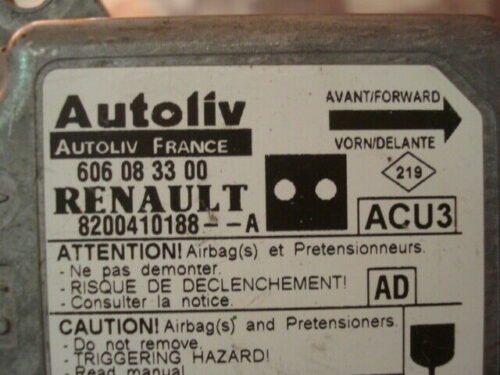 Autoliv
AUTOLIV FRANCE
606 08 33 00
RENAULT
8200410188--A
AVANT/FORWARD
VORN/DELANTE
219
ACU3
ATTENTION! Airbag(s) et Pretensionneurs.
- Ne pas demonter.
- RISQUE DE DECLENCHEMENT!
- Consulter la notice.
AD
CAUTION! Airbag(s) and Pretensioners.
- Do not remove.
- TRIGGERING HAZARD!
- Read manual